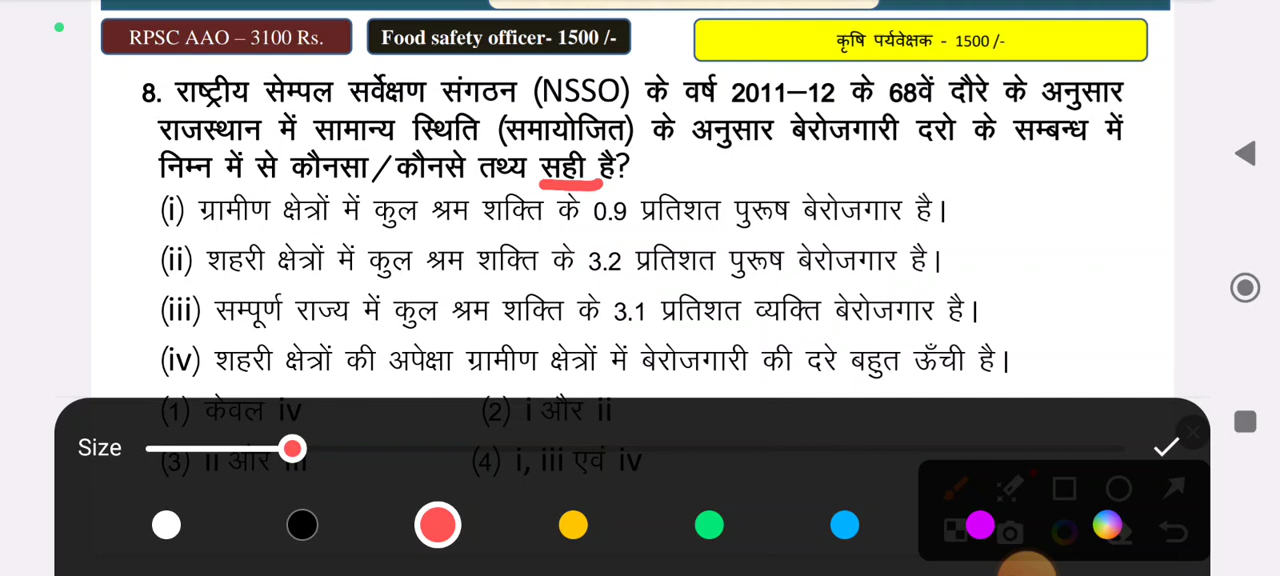 RPSC AAO – 3100 Rs.
Food safety officer- 1500 /-
कृषि पर्यवेक्षक - 1500 /-
8. राष्ट्रीय सेम्पल सर्वेक्षण संगठन (NSSO) के वर्ष 2011–12 के 68वें दौरे के अनुसार
राजस्थान में सामान्य स्थिति (समायोजित) के अनुसार बेरोजगारी दरो के सम्बन्ध में
निम्न में से कौनसा/कौनसे तथ्य सही है?
(i) ग्रामीण क्षेत्रों में कुल श्रम शक्ति के 0.9 प्रतिशत पुरूष बेरोजगार है।
(ii) शहरी क्षेत्रों में कुल श्रम शक्ति के 3.2 प्रतिशत पुरूष बेरोजगार है।
(iii) सम्पूर्ण राज्य में कुल श्रम शक्ति के 3.1 प्रतिशत व्यक्ति बेरोजगार है।
(iv) शहरी क्षेत्रों की अपेक्षा ग्रामीण क्षेत्रों में बेरोजगारी की दरे बहुत ऊँची है।
(1) केवल iv
(2) i और ii
Size
(3) ii और iii
(4) i, iii एवं iv